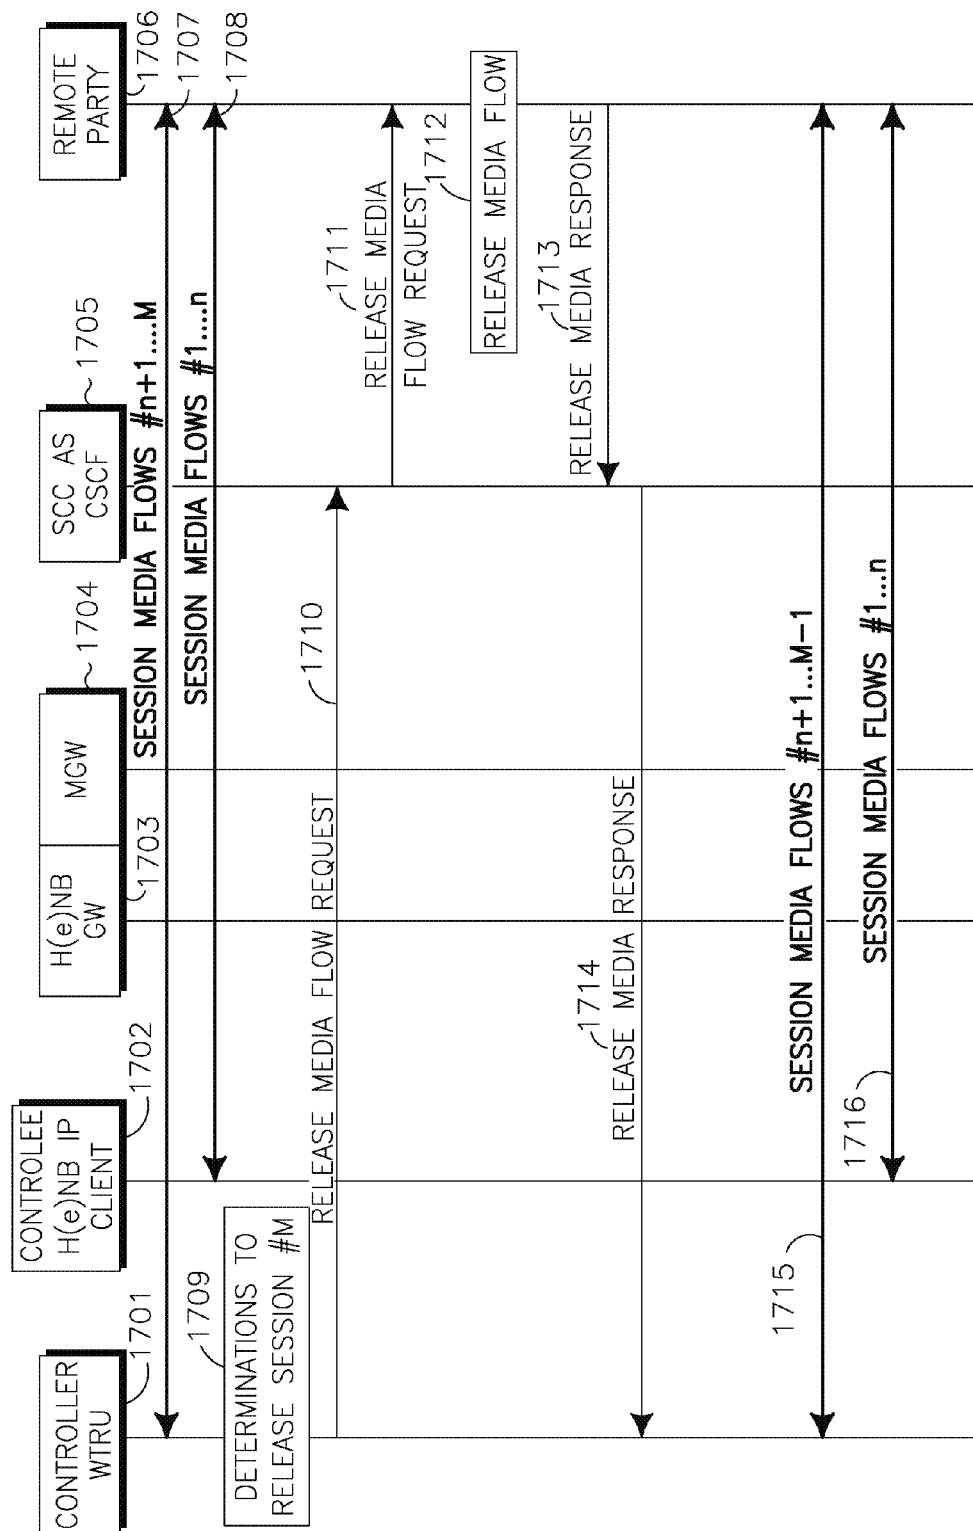 CONTROLLER
WTRU
1701
CONTROLEE
H(e)NB IP
CLIENT
1702
H(e)NB
GW
1703
MGW
1704
SCC AS
CSCF
1705
REMOTE
PARTY
1706
SESSION MEDIA FLOWS #n+1....M
1707
SESSION MEDIA FLOWS #1....n
1708
1709
DETERMINATIONS TO
RELEASE SESSION #M
RELEASE MEDIA FLOW REQUEST
1710
1711
RELEASE MEDIA
FLOW REQUEST
1712
RELEASE MEDIA FLOW
1713
RELEASE MEDIA RESPONSE
1714
RELEASE MEDIA RESPONSE
1715
SESSION MEDIA FLOWS #n+1...M-1
1716
SESSION MEDIA FLOWS #1...n